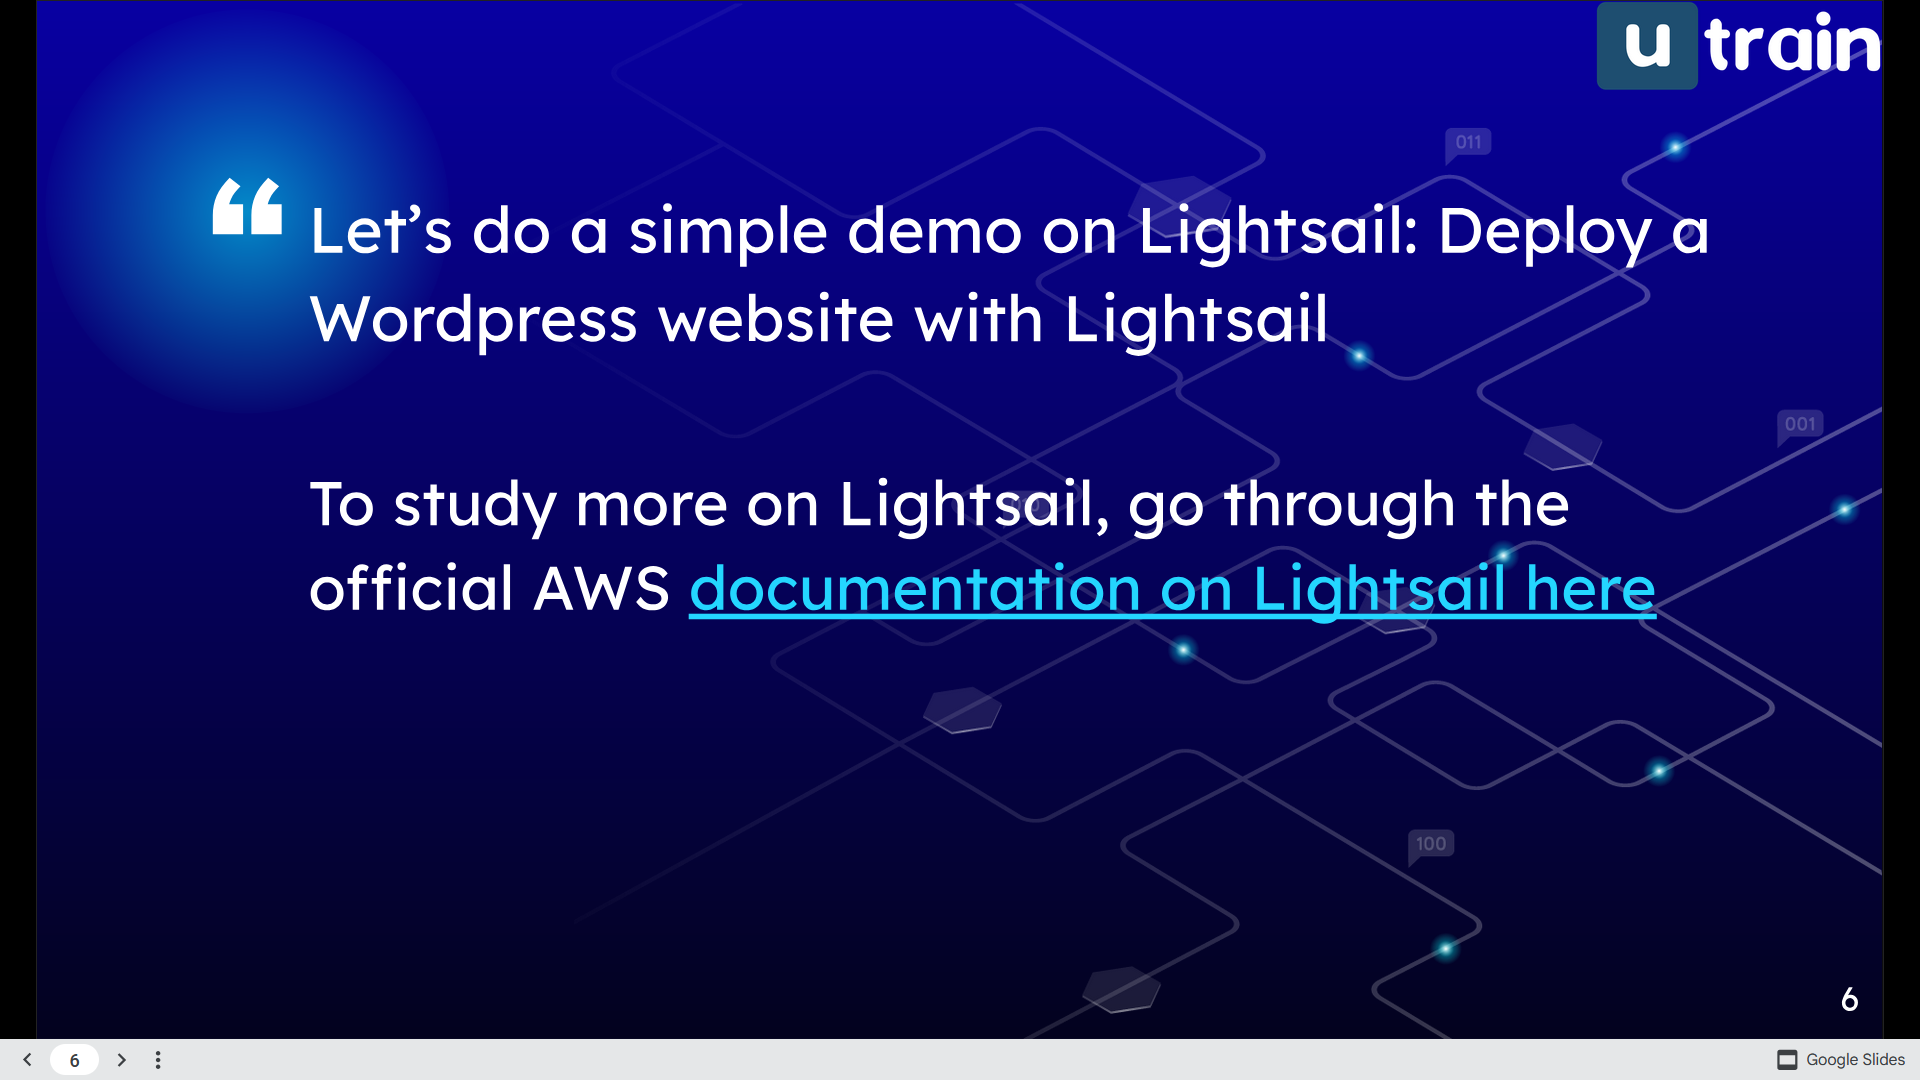 u train
011
“ Let’s do a simple demo on Lightsail: Deploy a
Wordpress website with Lightsail
001
To study more on Lightsail, go through the
official AWS documentation on Lightsail here
100
6
6
Google Slides